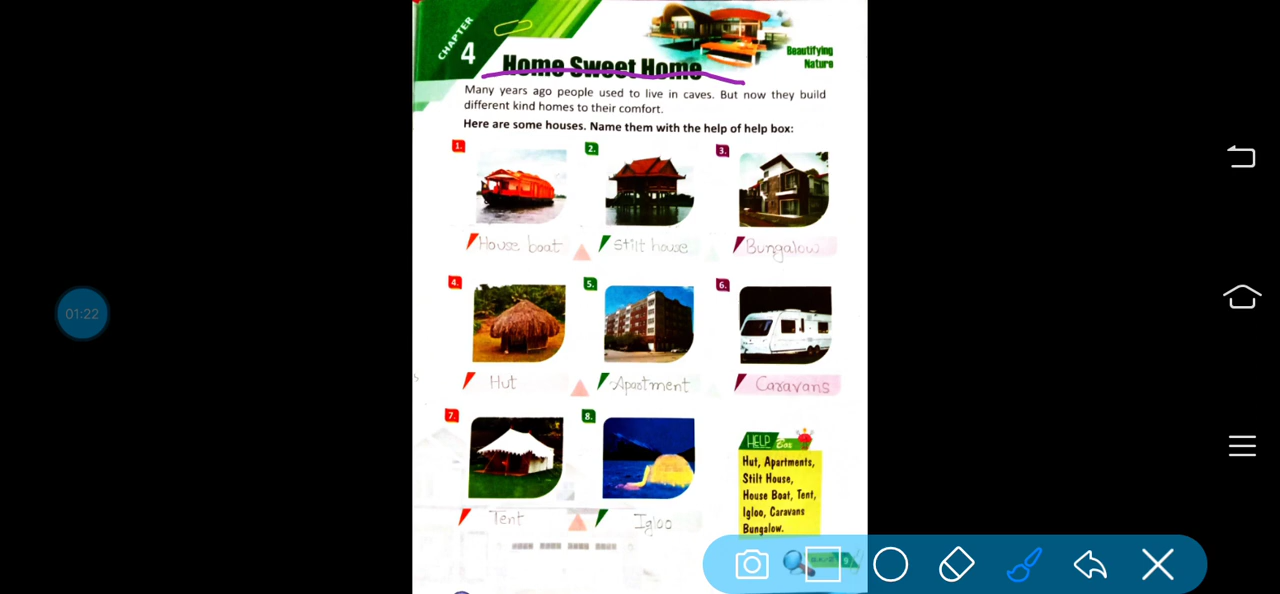 CHAPTER
4
Home Sweet Home
Beautifying
Nature
Many years ago people used to live in caves. But now they build
different kind homes to their comfort.
Here are some houses. Name them with the help of help box:
1.
2.
3.
House boat
Stilt house
Bungalow
4.
5.
6.
Hut
Apartment
Caravans
7.
8.
HELP Box
Hut, Apartments,
Stilt House,
House Boat, Tent,
Igloo, Caravans
Bungalow.
Tent
Igloo
01:22